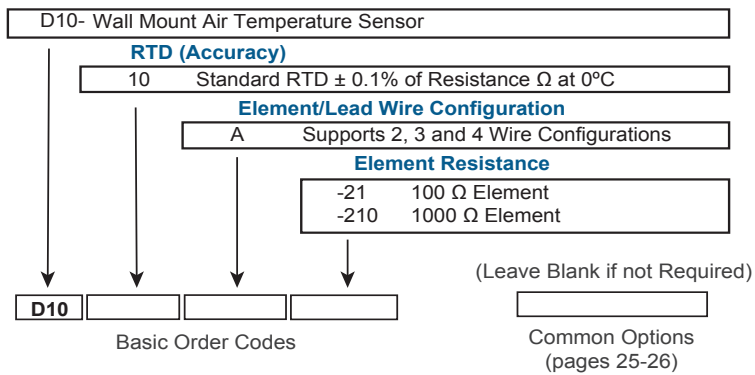 D10- Wall Mount Air Temperature Sensor
RTD (Accuracy)
10 Standard RTD ± 0.1% of Resistance Ω at 0ºC
Element/Lead Wire Configuration
A Supports 2, 3 and 4 Wire Configurations
Element Resistance
-21 100 Ω Element
-210 1000 Ω Element
(Leave Blank if not Required)
D10
Basic Order Codes
Common Options
(pages 25-26)